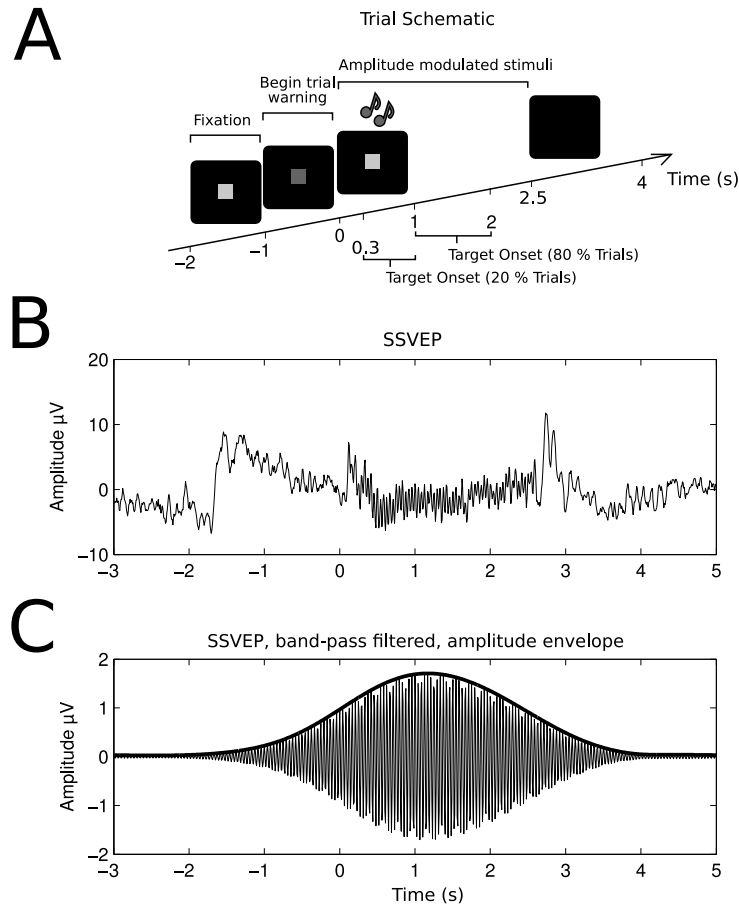 A
Trial Schematic
Amplitude modulated stimuli
Begin trial
warning
Fixation
Time (s)
−2
−1
0
0.3
1
2
2.5
4
Target Onset (80 % Trials)
Target Onset (20 % Trials)
B
SSVEP
Amplitude µV
20
10
0
−10
−3
−2
−1
0
1
2
3
4
5
C
SSVEP, band-pass filtered, amplitude envelope
Amplitude µV
2
1
0
−1
−2
−3
−2
−1
0
1
2
3
4
5
Time (s)